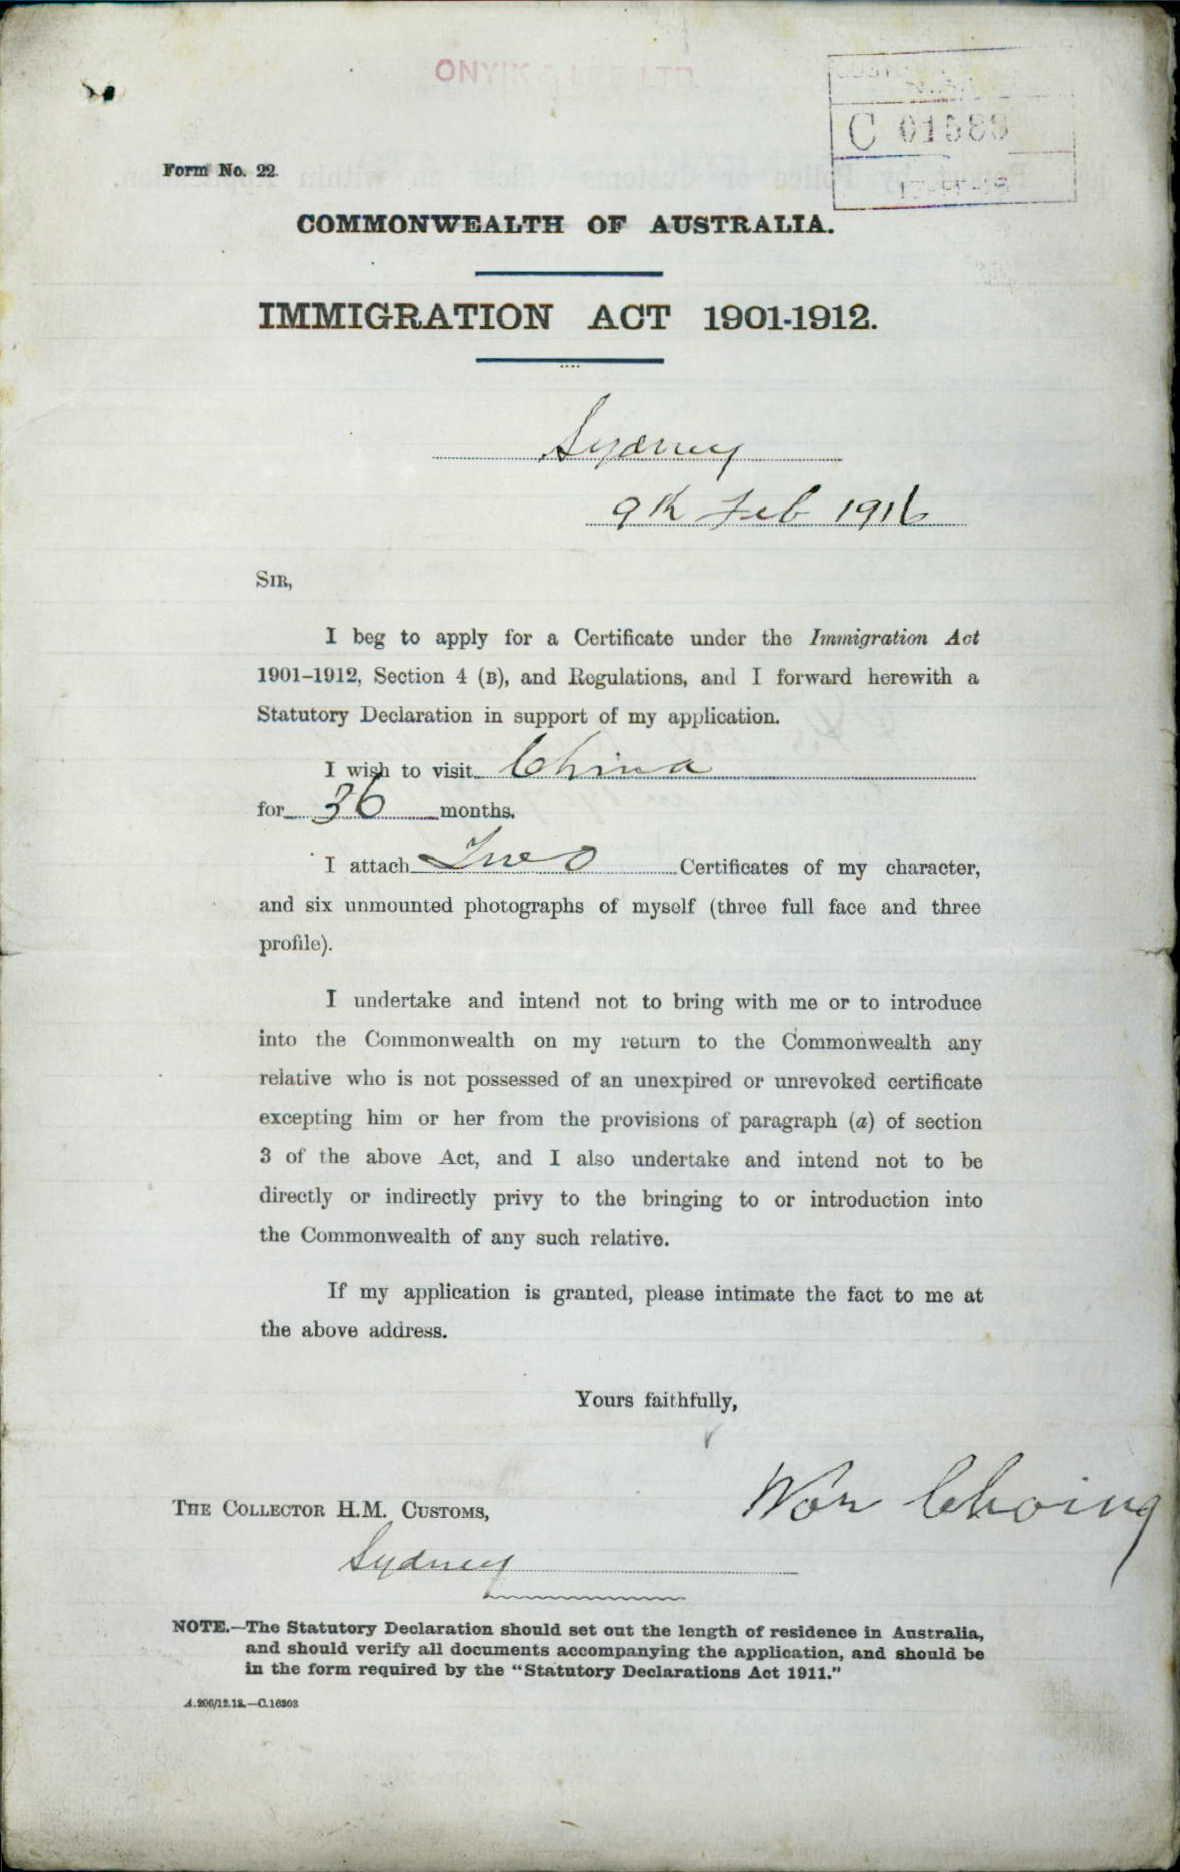 C 01588
Form No. 22.
COMMONWEALTH OF AUSTRALIA.
IMMIGRATION ACT 1901-1912.
Sydney
9th Feb 1916
SIR,
I beg to apply for a Certificate under the Immigration Act
1901-1912, Section 4 (B), and Regulations, and I forward herewith a
Statutory Declaration in support of my application.
I wish to visit China
for 36 months.
I attach Two Certificates of my character,
and six unmounted photographs of myself (three full face and three
profile).
I undertake and intend not to bring with me or to introduce
into the Commonwealth on my return to the Commonwealth any
relative who is not possessed of an unexpired or unrevoked certificate
excepting him or her from the provisions of paragraph (a) of section
3 of the above Act, and I also undertake and intend not to be
directly or indirectly privy to the bringing to or introduction into
the Commonwealth of any such relative.
If my application is granted, please intimate the fact to me at
the above address.
Yours faithfully,
Won Choing
THE COLLECTOR H.M. CUSTOMS,
Sydney
NOTE.—The Statutory Declaration should set out the length of residence in Australia,
and should verify all documents accompanying the application, and should be
in the form required by the "Statutory Declarations Act 1911."